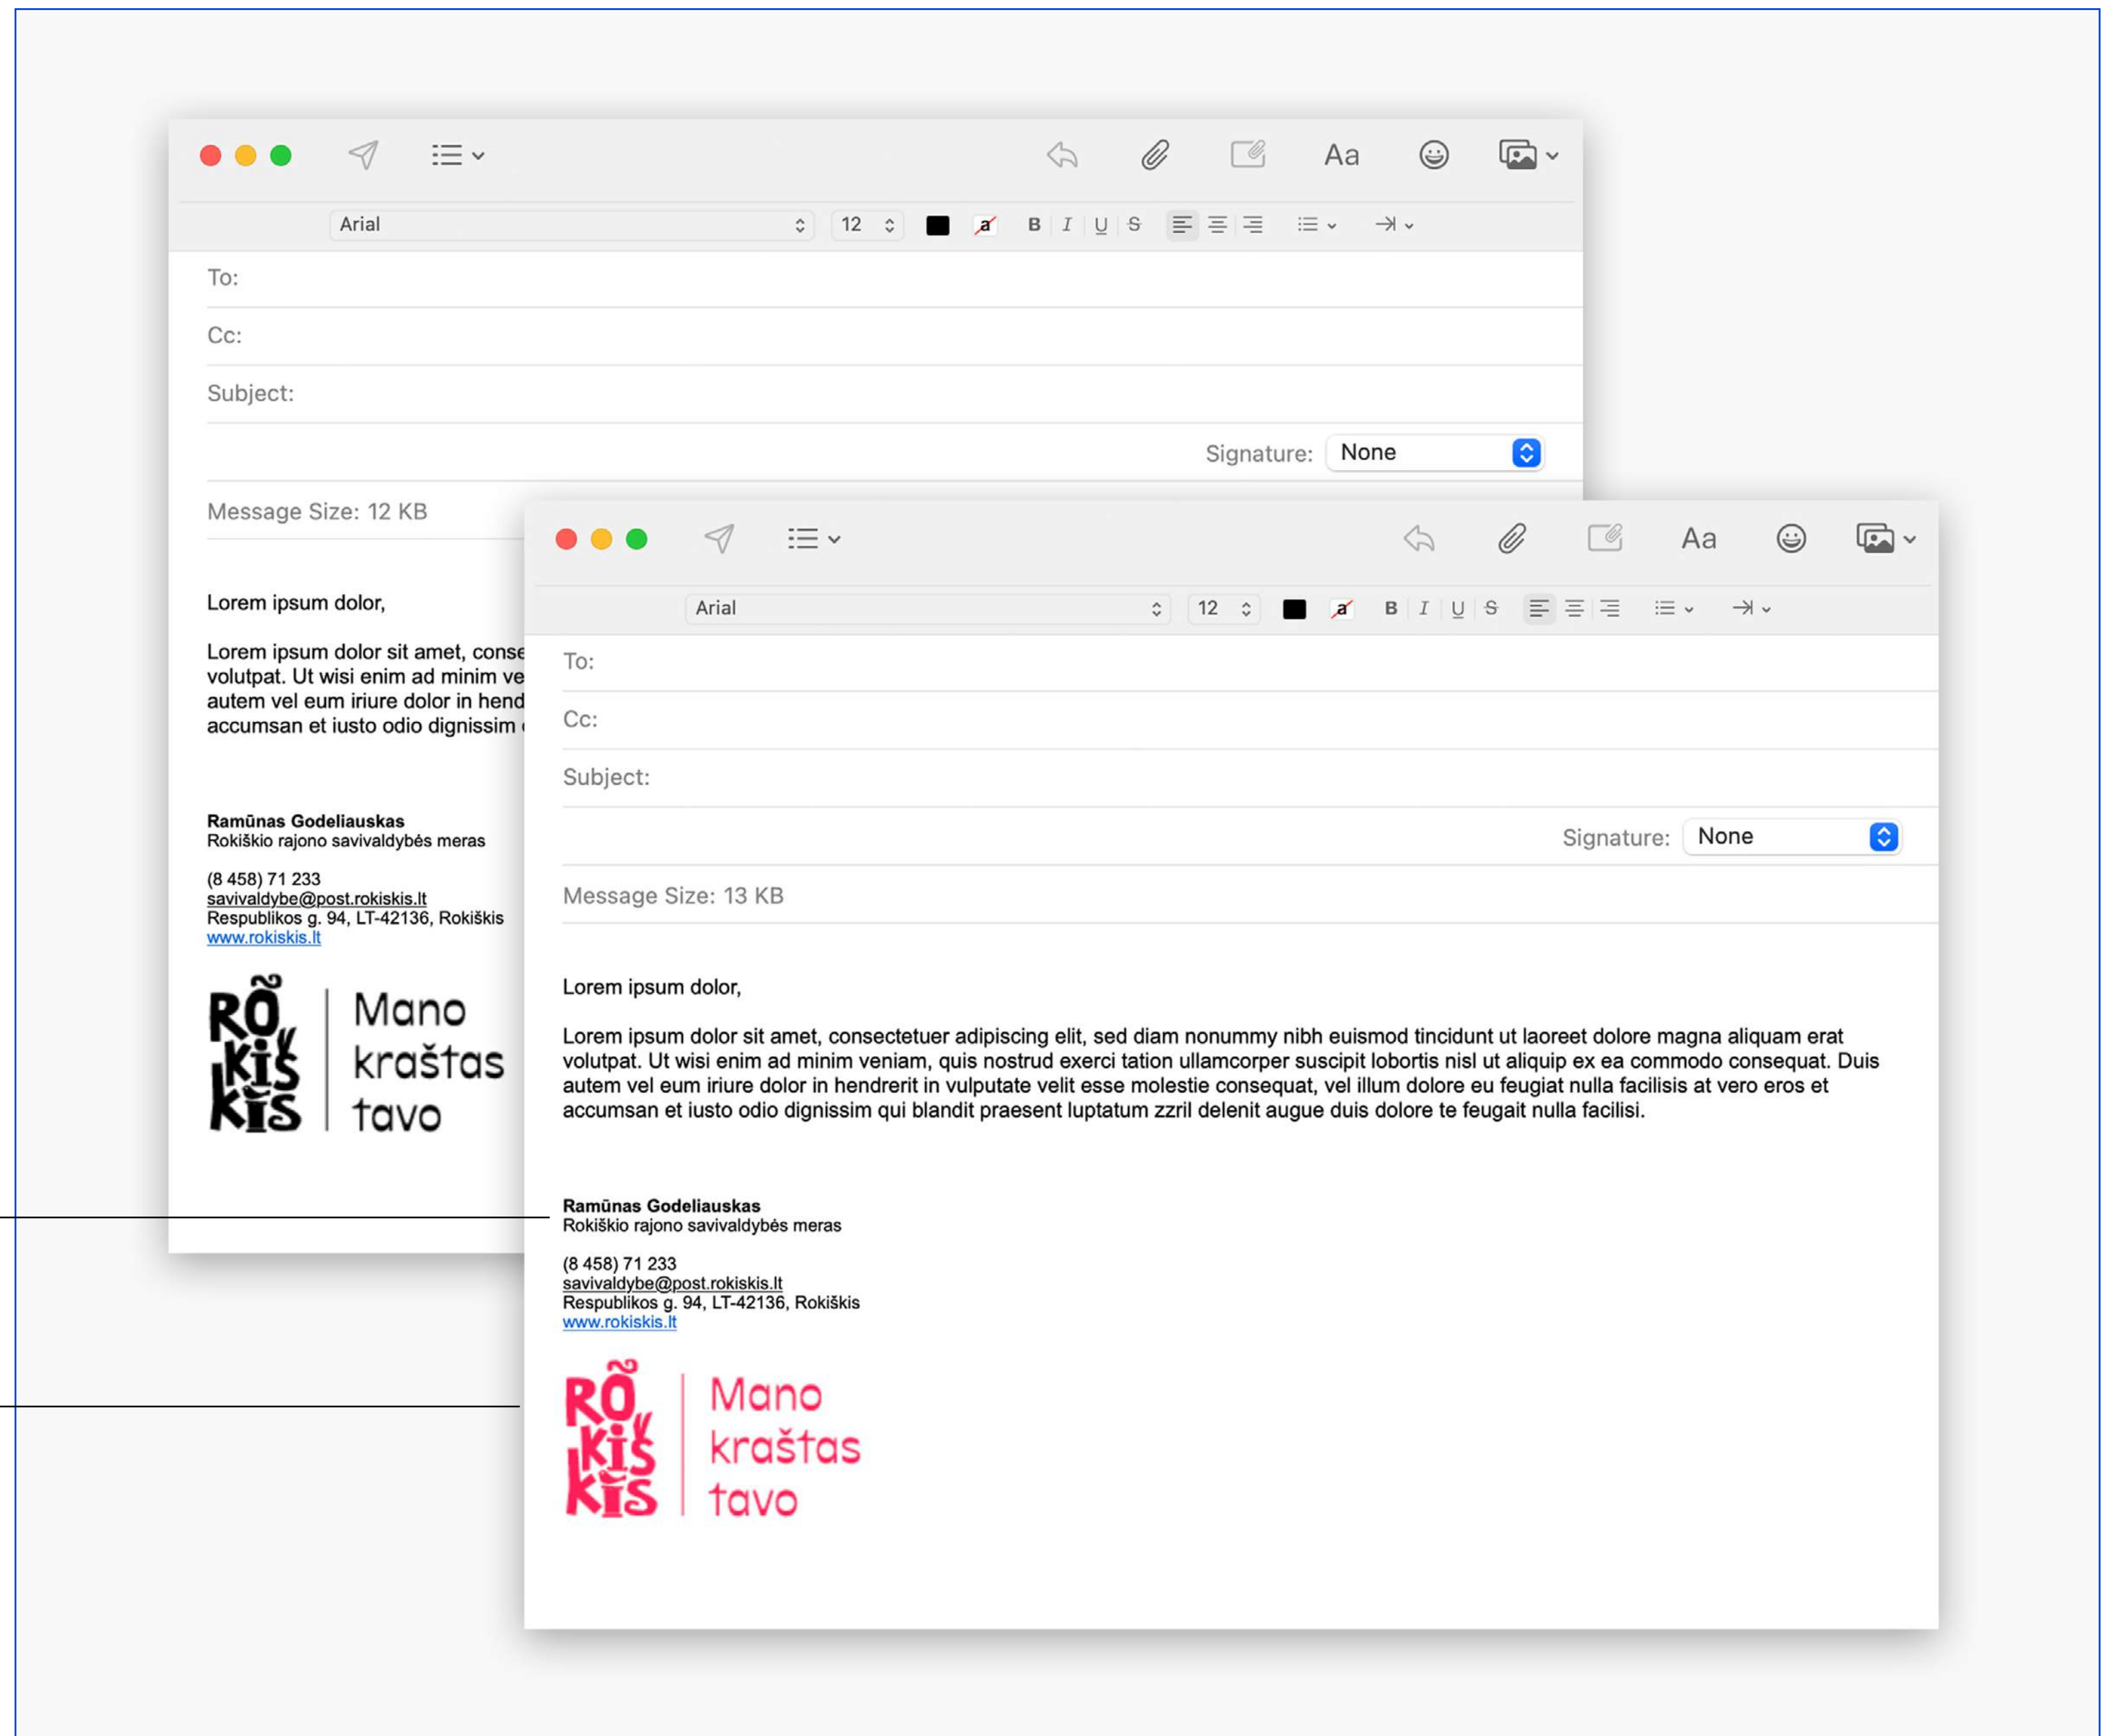 Aa
Arial
12
a
B I U S
To:
Cc:
Subject:
Signature: None
Message Size: 12 KB
Lorem ipsum dolor,
Lorem ipsum dolor sit amet, conse
volutpat. Ut wisi enim ad minim ve
autem vel eum iriure dolor in hend
accumsan et iusto odio dignissim
Ramūnas Godeliauskas
Rokiškio rajono savivaldybės meras
(8 458) 71 233
savivaldybe@post.rokiskis.lt
Respublikos g. 94, LT-42136, Rokiškis
www.rokiskis.lt
RÕ
KIŠ
KIS
Mano
kraštas
tavo
Aa
Arial
12
a
B I U S
To:
Cc:
Subject:
Signature: None
Message Size: 13 KB
Lorem ipsum dolor,
Lorem ipsum dolor sit amet, consectetuer adipiscing elit, sed diam nonummy nibh euismod tincidunt ut laoreet dolore magna aliquam erat
volutpat. Ut wisi enim ad minim veniam, quis nostrud exerci tation ullamcorper suscipit lobortis nisl ut aliquip ex ea commodo consequat. Duis
autem vel eum iriure dolor in hendrerit in vulputate velit esse molestie consequat, vel illum dolore eu feugiat nulla facilisis at vero eros et
accumsan et iusto odio dignissim qui blandit praesent luptatum zzril delenit augue duis dolore te feugait nulla facilisi.
Ramūnas Godeliauskas
Rokiškio rajono savivaldybės meras
(8 458) 71 233
savivaldybe@post.rokiskis.lt
Respublikos g. 94, LT-42136, Rokiškis
www.rokiskis.lt
RÕ
KIŠ
KIS
Mano
kraštas
tavo